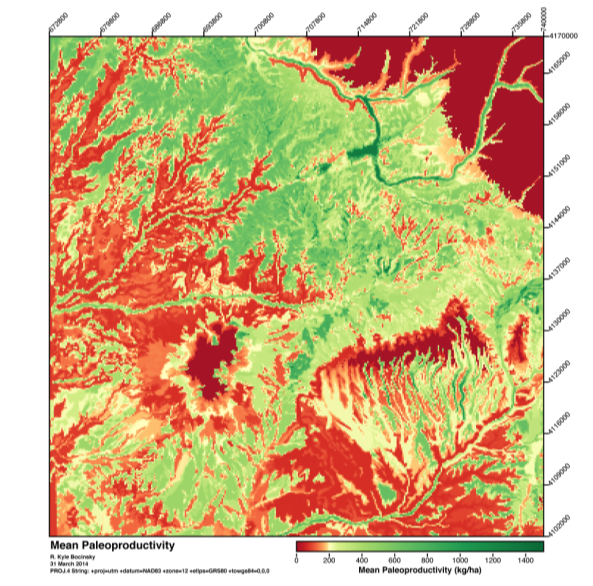 672800 679800 686800 693800 700800 707800 714800 721800 728800 735800 740000
4170000
4165000
4158000
4151000
4144000
4137000
4130000
4123000
4116000
4109000
4102000
Mean Paleoproductivity
R. Kyle Bocinsky
31 March 2014
PROJ.4 String: +proj=utm +datum=NAD83 +zone=12 +ellps=GRS80 +towgs84=0,0,0
0 200 400 600 800 1000 1200 1400
Mean Paleoproductivity (kg/ha)